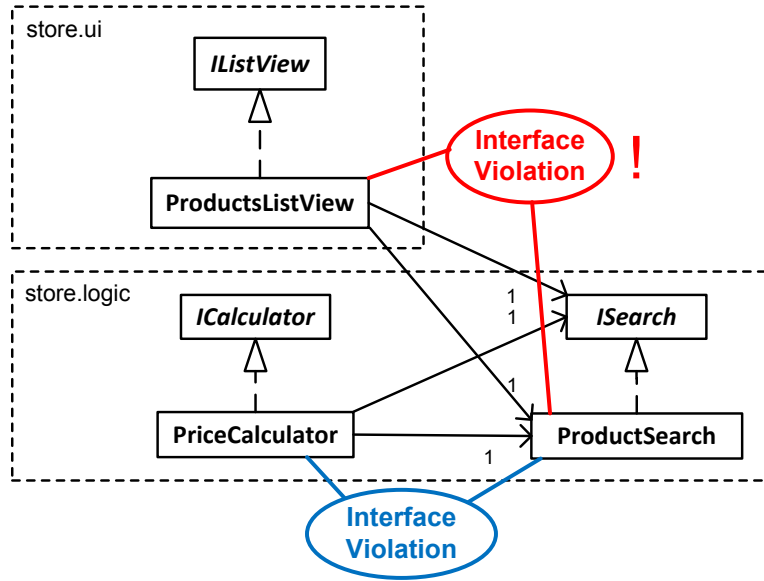 store.ui
IListView
Interface
Violation
!
ProductsListView
store.logic
1
ICalculator
1
ISearch
1
PriceCalculator
ProductSearch
1
Interface
Violation